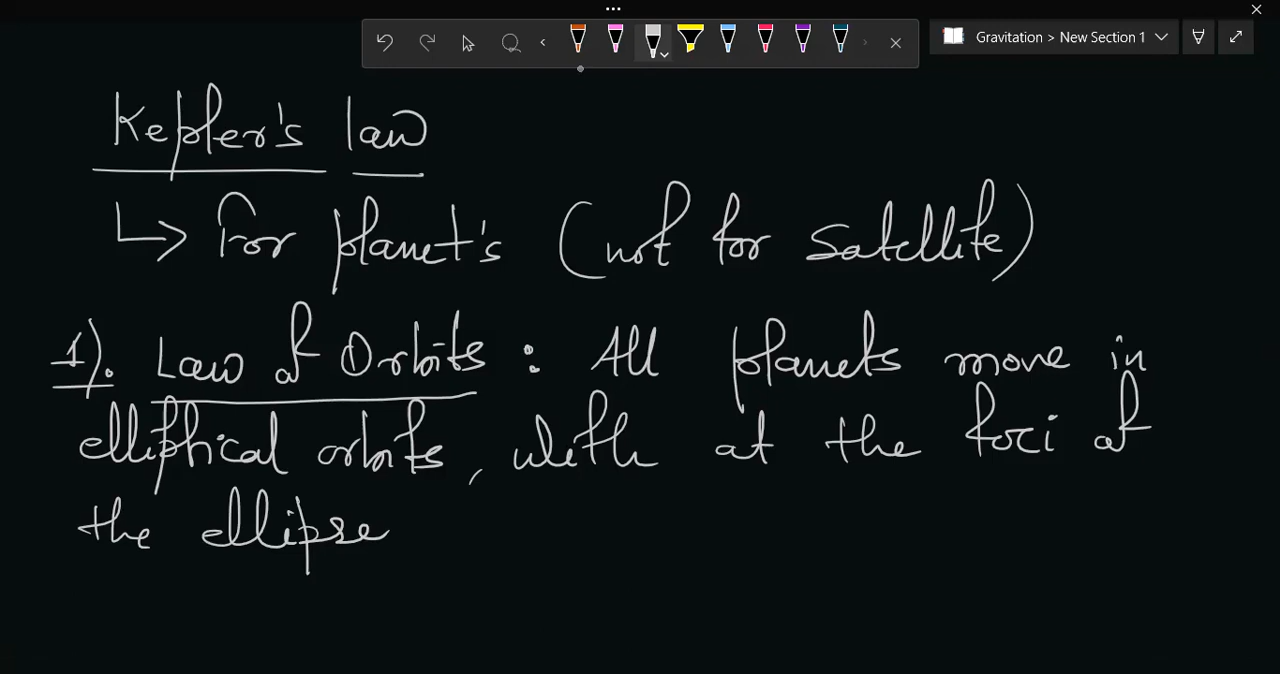 Gravitation > New Section 1
Kepler's law
↳ For planet's (not for satellite)
1). Law of Orbits : All planets move in
elliptical orbits, with at the foci of
the ellipse